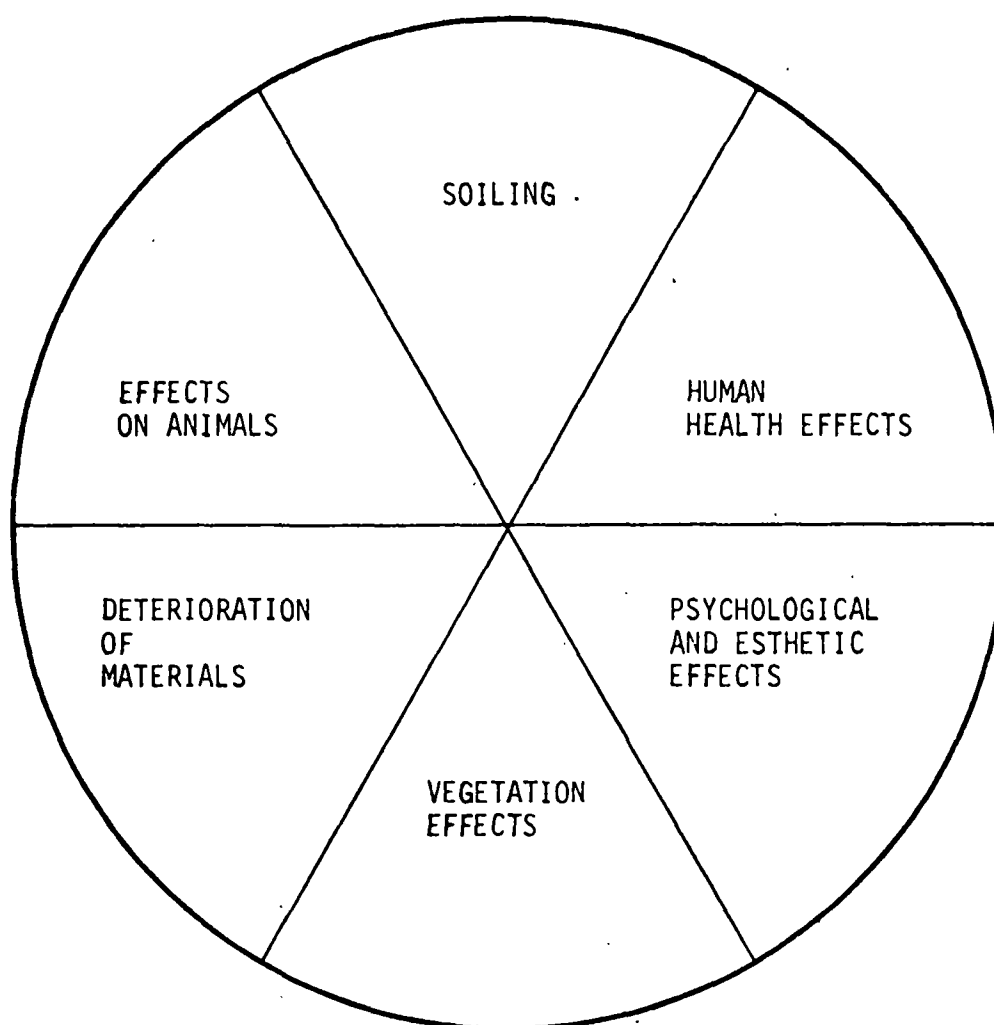 SOILING
EFFECTS
ON ANIMALS
HUMAN
HEALTH EFFECTS
DETERIORATION
OF
MATERIALS
PSYCHOLOGICAL
AND ESTHETIC
EFFECTS
VEGETATION
EFFECTS